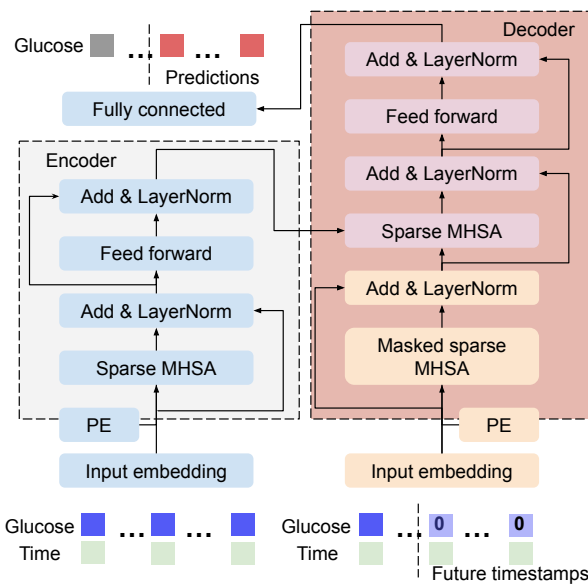 Glucose ... ... 
Predictions
Decoder
Add & LayerNorm
Fully connected
Feed forward
Encoder
Add & LayerNorm
Add & LayerNorm
Sparse MHSA
Feed forward
Add & LayerNorm
Add & LayerNorm
Masked sparse
MHSA
Sparse MHSA
PE
PE
Input embedding
Input embedding
Glucose ... ...
Time
Glucose ... 0 ... 0
Time
Future timestamps